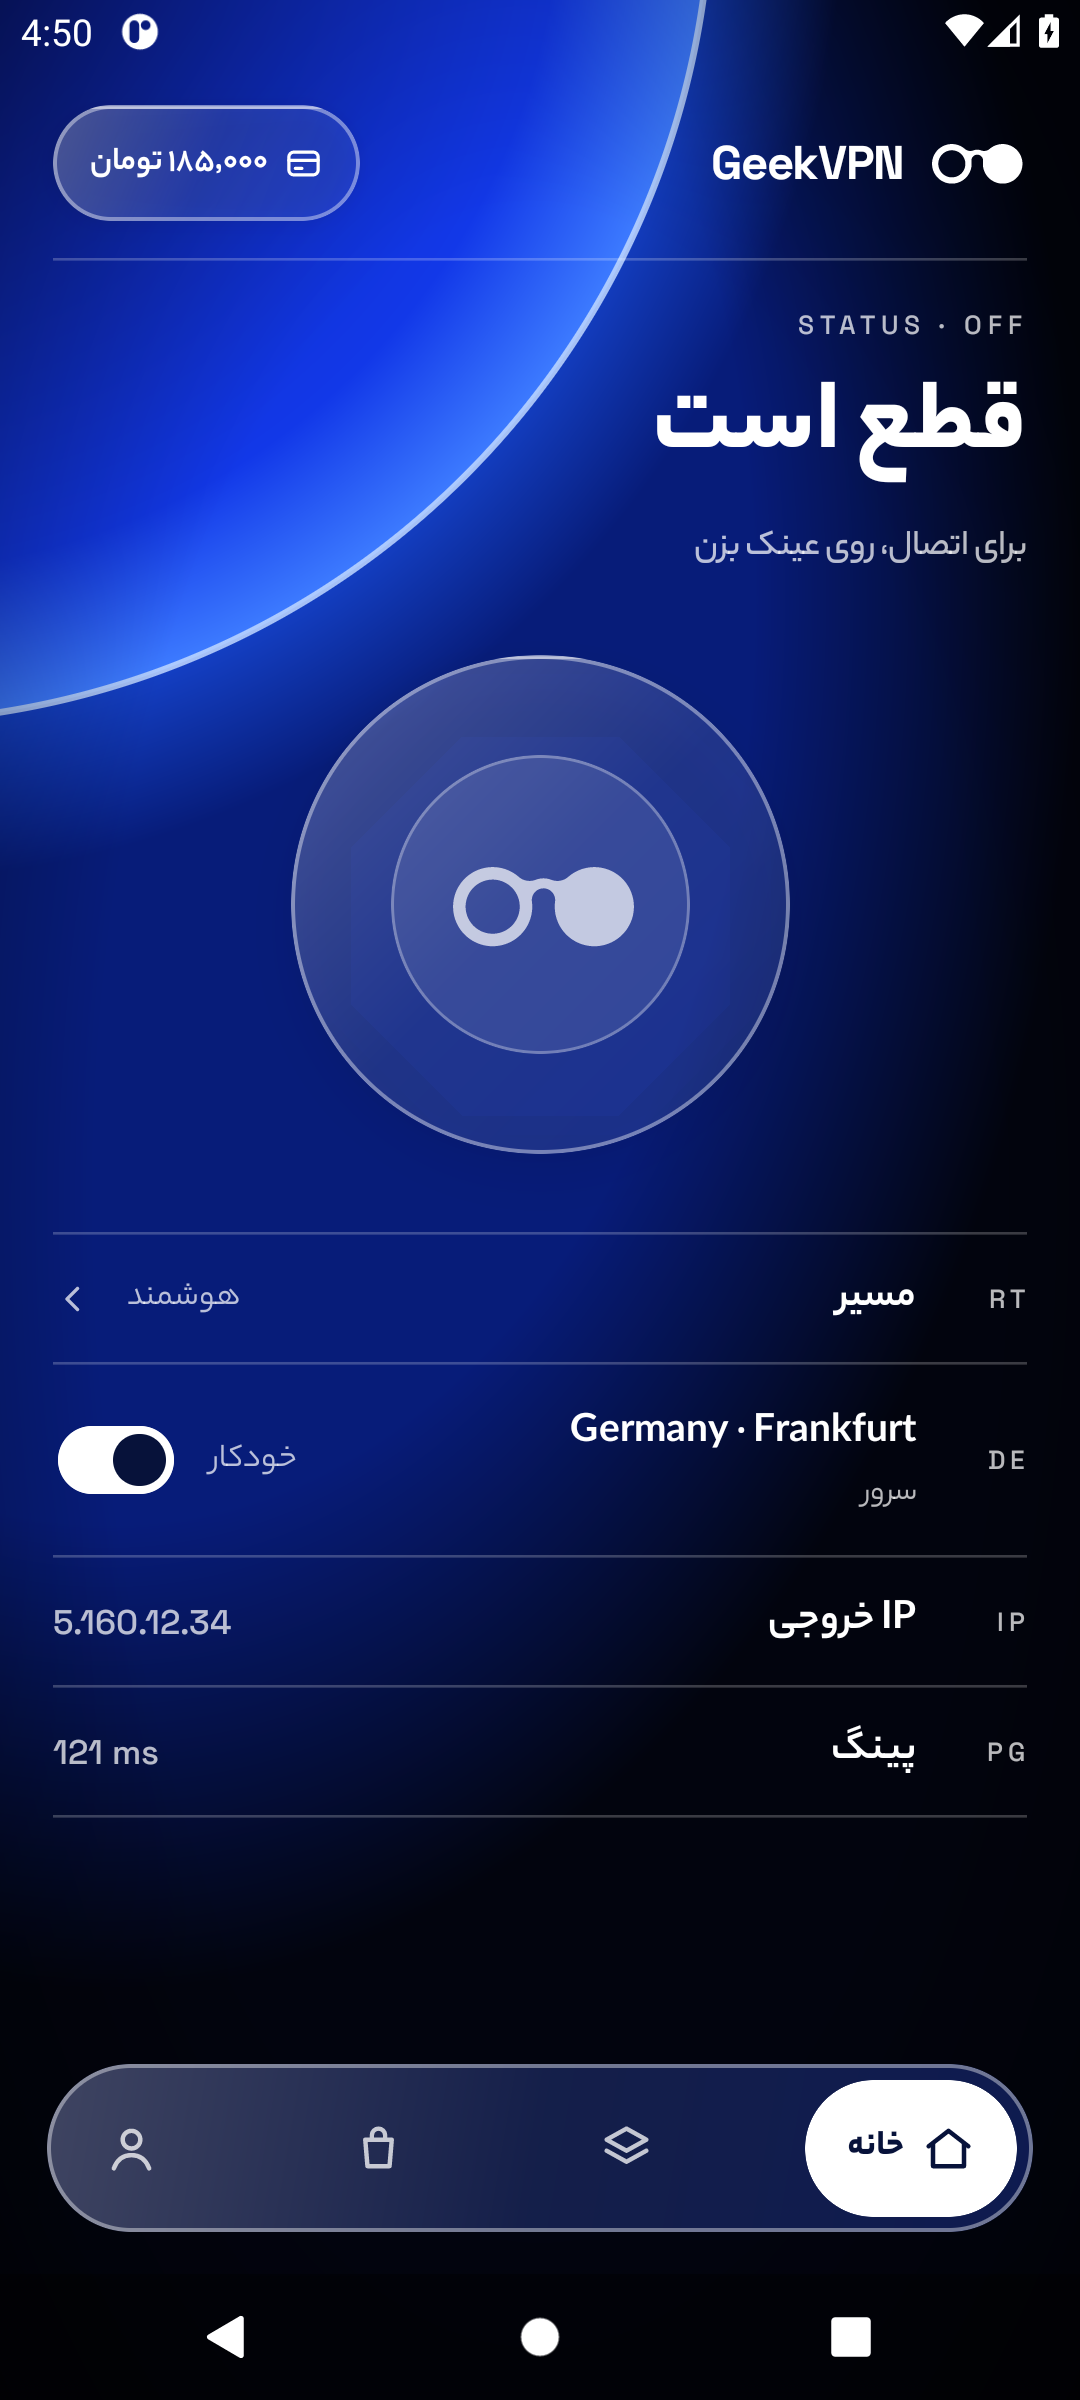 4:50
GeekVPN
۱۸۵,۰۰۰ تومان
STATUS · OFF
قطع است
برای اتصال، روی عینک بزن
RT
مسیر
هوشمند
DE
Germany · Frankfurt
سرور
خودکار
IP
IP خروجی
5.160.12.34
PG
پینگ
121 ms
خانه